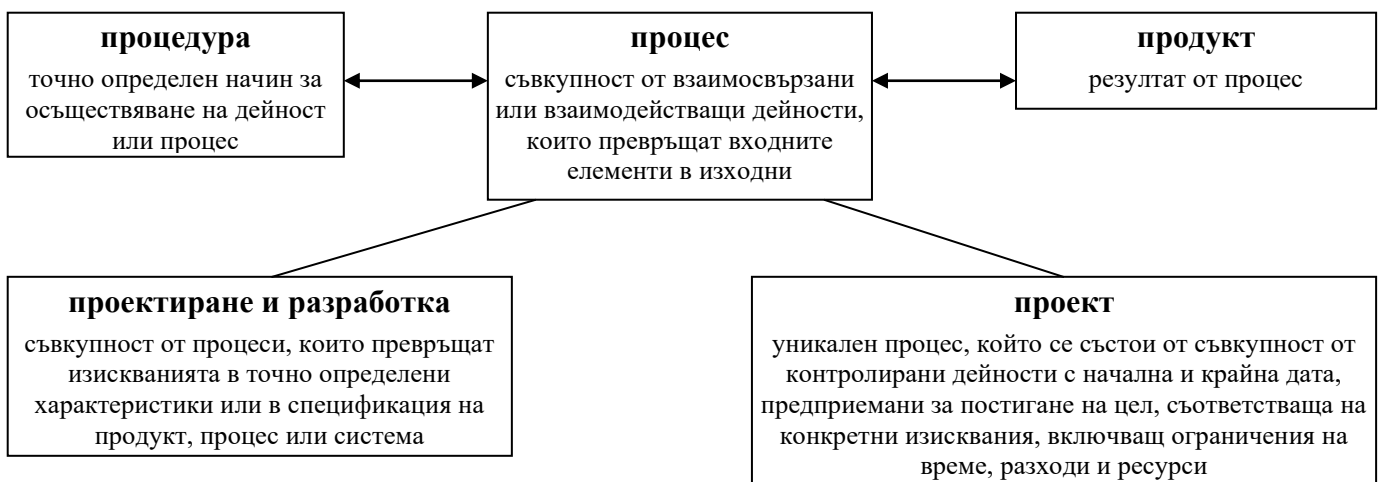 процедура
точно определен начин за
осъществяване на дейност
или процес
процес
съвкупност от взаимосвързани
или взаимодействащи дейности,
които превръщат входните
елементи в изходни
продукт
резултат от процес
проектиране и разработка
съвкупност от процеси, които превръщат
изискванията в точно определени
характеристики или в спецификация на
продукт, процес или система
проект
уникален процес, който се състои от съвкупност от
контролирани дейности с начална и крайна дата,
предприемани за постигане на цел, съответстваща на
конкретни изисквания, включващ ограничения на
време, разходи и ресурси